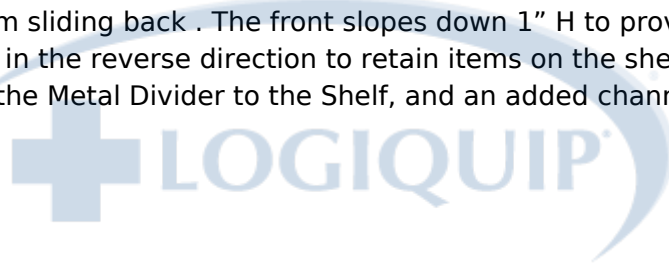 m sliding back . The front slopes down 1” H to prov
in the reverse direction to retain items on the she
the Metal Divider to the Shelf, and an added chann
LOGIQUIP